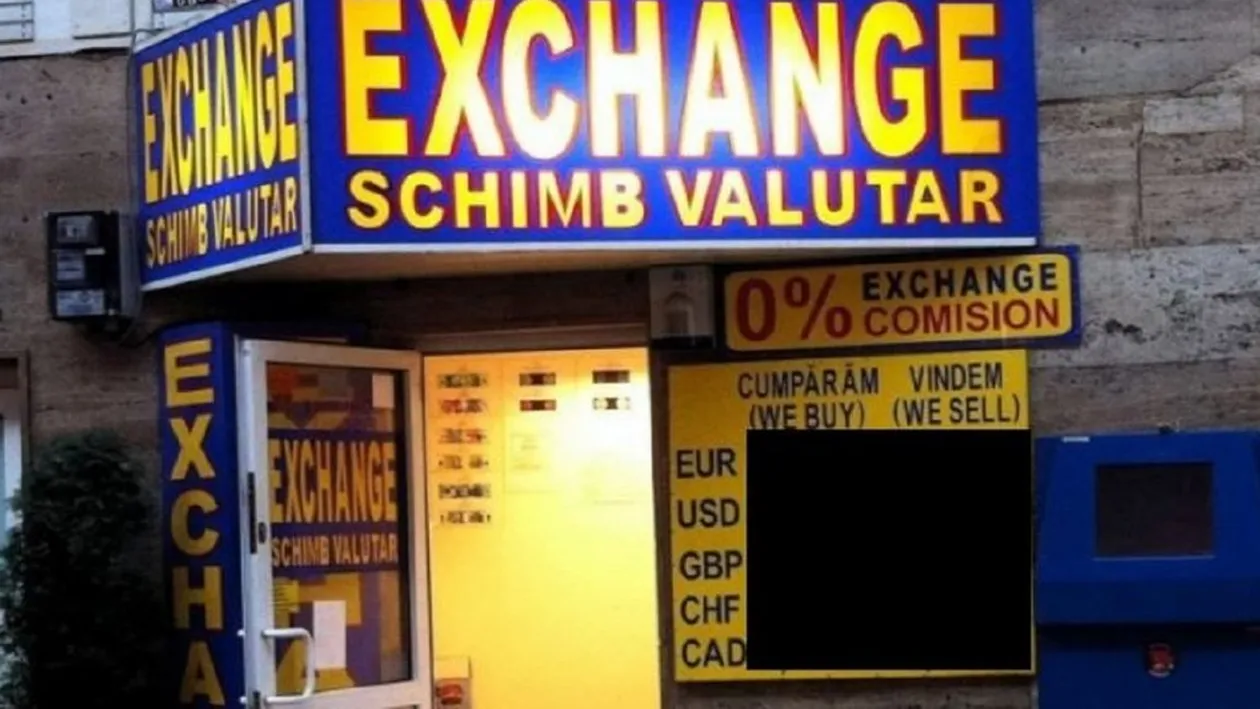 EXCHANGE
SCHIMB VALUTAR
EXCHANGE
SCHIMB VALUTAR
0% EXCHANGE
COMISION
CUMPĂRĂM VINDEM
(WE BUY) (WE SELL)
EUR
USD
GBP
CHF
CAD
EXCHA
EXCHANGE
SCHIMB VALUTAR